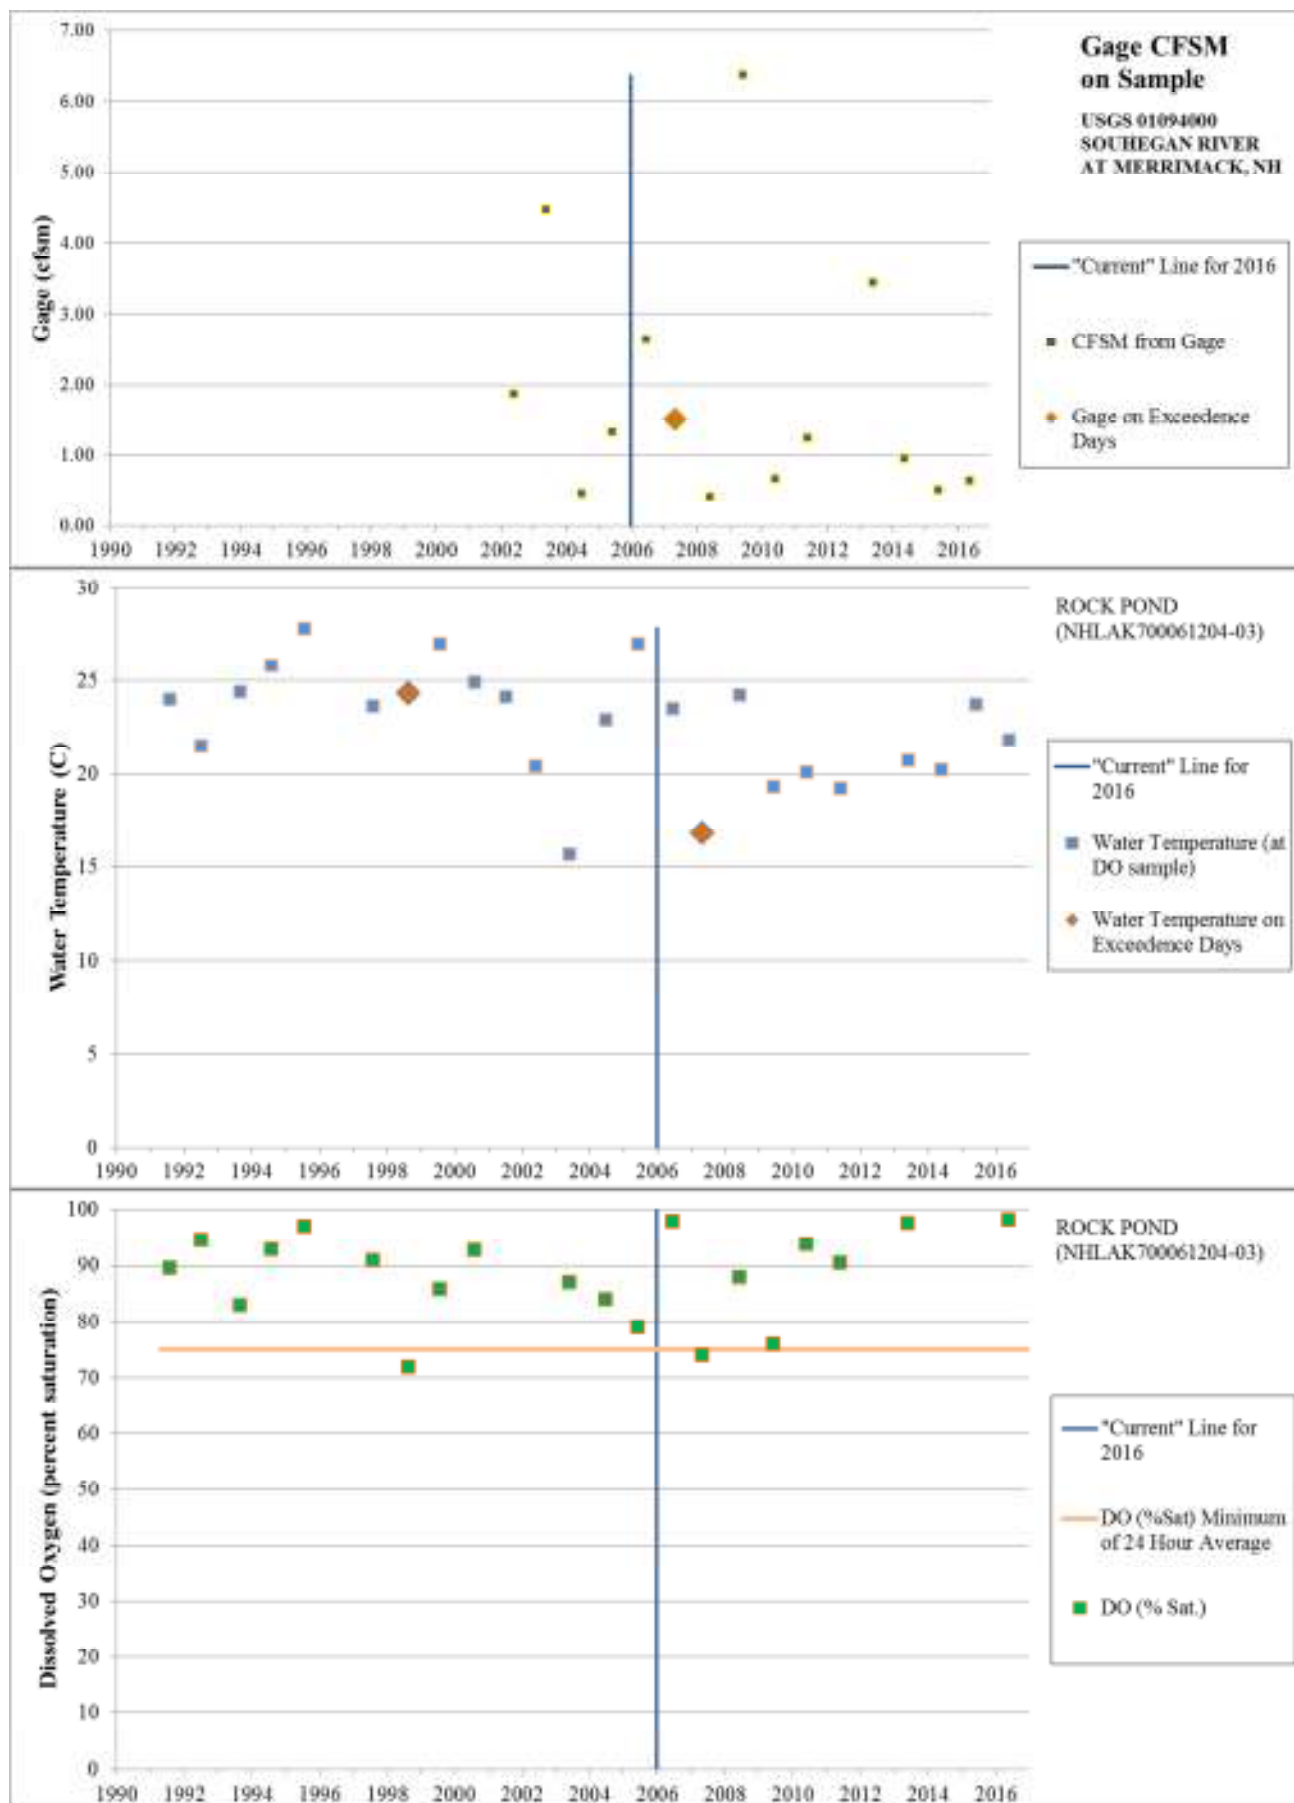 Gage CFSM
on Sample
USGS 01094000
SOUHEGAN RIVER
AT MERRIMACK, NH
Gage (cfsm)
7.00
6.00
5.00
4.00
3.00
2.00
1.00
0.00
1990 1992 1994 1996 1998 2000 2002 2004 2006 2008 2010 2012 2014 2016
"Current" Line for 2016
CFSM from Gage
Gage on Exceedence
Days
ROCK POND
(NHLAK700061204-03)
Water Temperature (C)
30
25
20
15
10
5
0
1990 1992 1994 1996 1998 2000 2002 2004 2006 2008 2010 2012 2014 2016
"Current" Line for
2016
Water Temperature (at
DO sample)
Water Temperature on
Exceedence Days
ROCK POND
(NHLAK700061204-03)
Dissolved Oxygen (percent saturation)
100
90
80
70
60
50
40
30
20
10
0
1990 1992 1994 1996 1998 2000 2002 2004 2006 2008 2010 2012 2014 2016
"Current" Line for
2016
DO (%Sat) Minimum
of 24 Hour Average
DO (% Sat.)